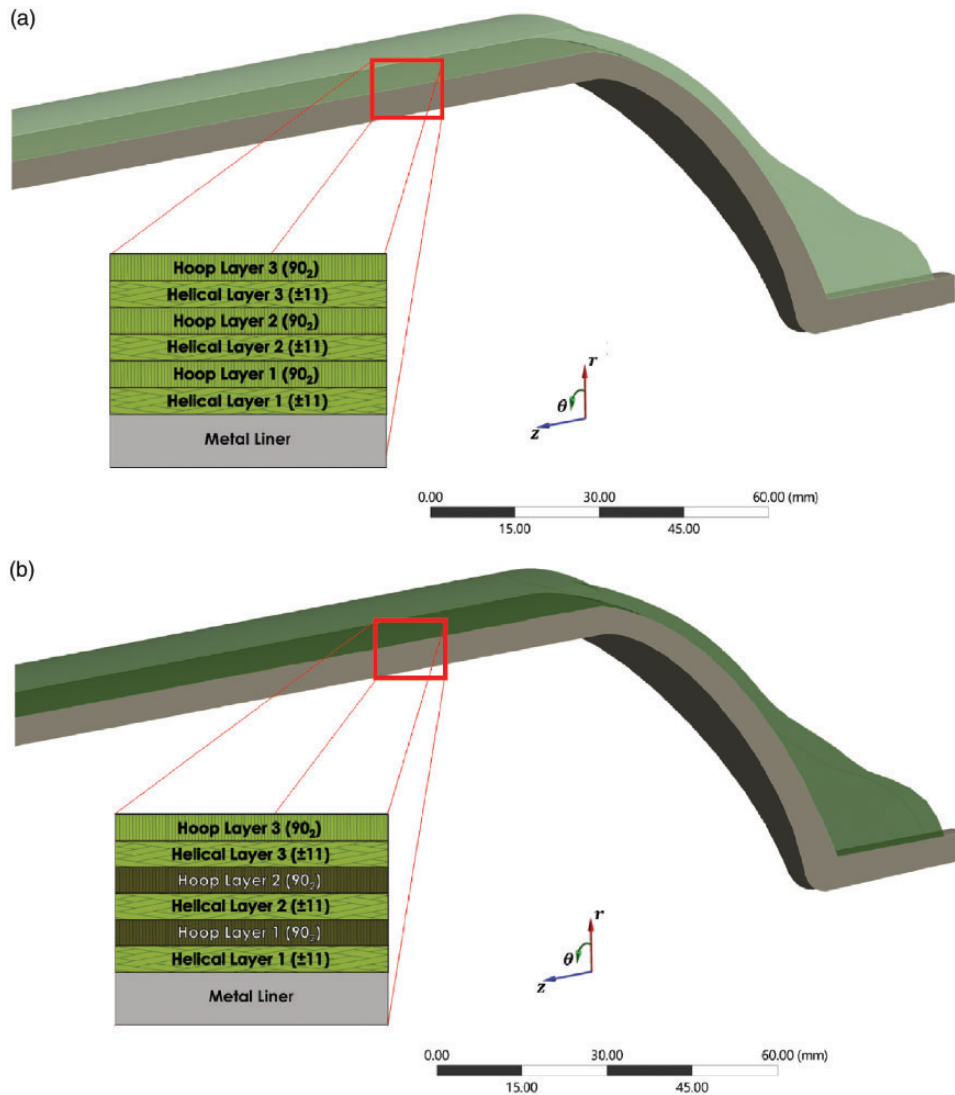 (a)
Hoop Layer 3 (90₂)
Helical Layer 3 (±11)
Hoop Layer 2 (90₂)
Helical Layer 2 (±11)
Hoop Layer 1 (90₂)
Helical Layer 1 (±11)
Metal Liner
r
θ
z
0.00 30.00 60.00 (mm)
15.00 45.00
(b)
Hoop Layer 3 (90₂)
Helical Layer 3 (±11)
Hoop Layer 2 (90₂)
Helical Layer 2 (±11)
Hoop Layer 1 (90₂)
Helical Layer 1 (±11)
Metal Liner
r
θ
z
0.00 30.00 60.00 (mm)
15.00 45.00